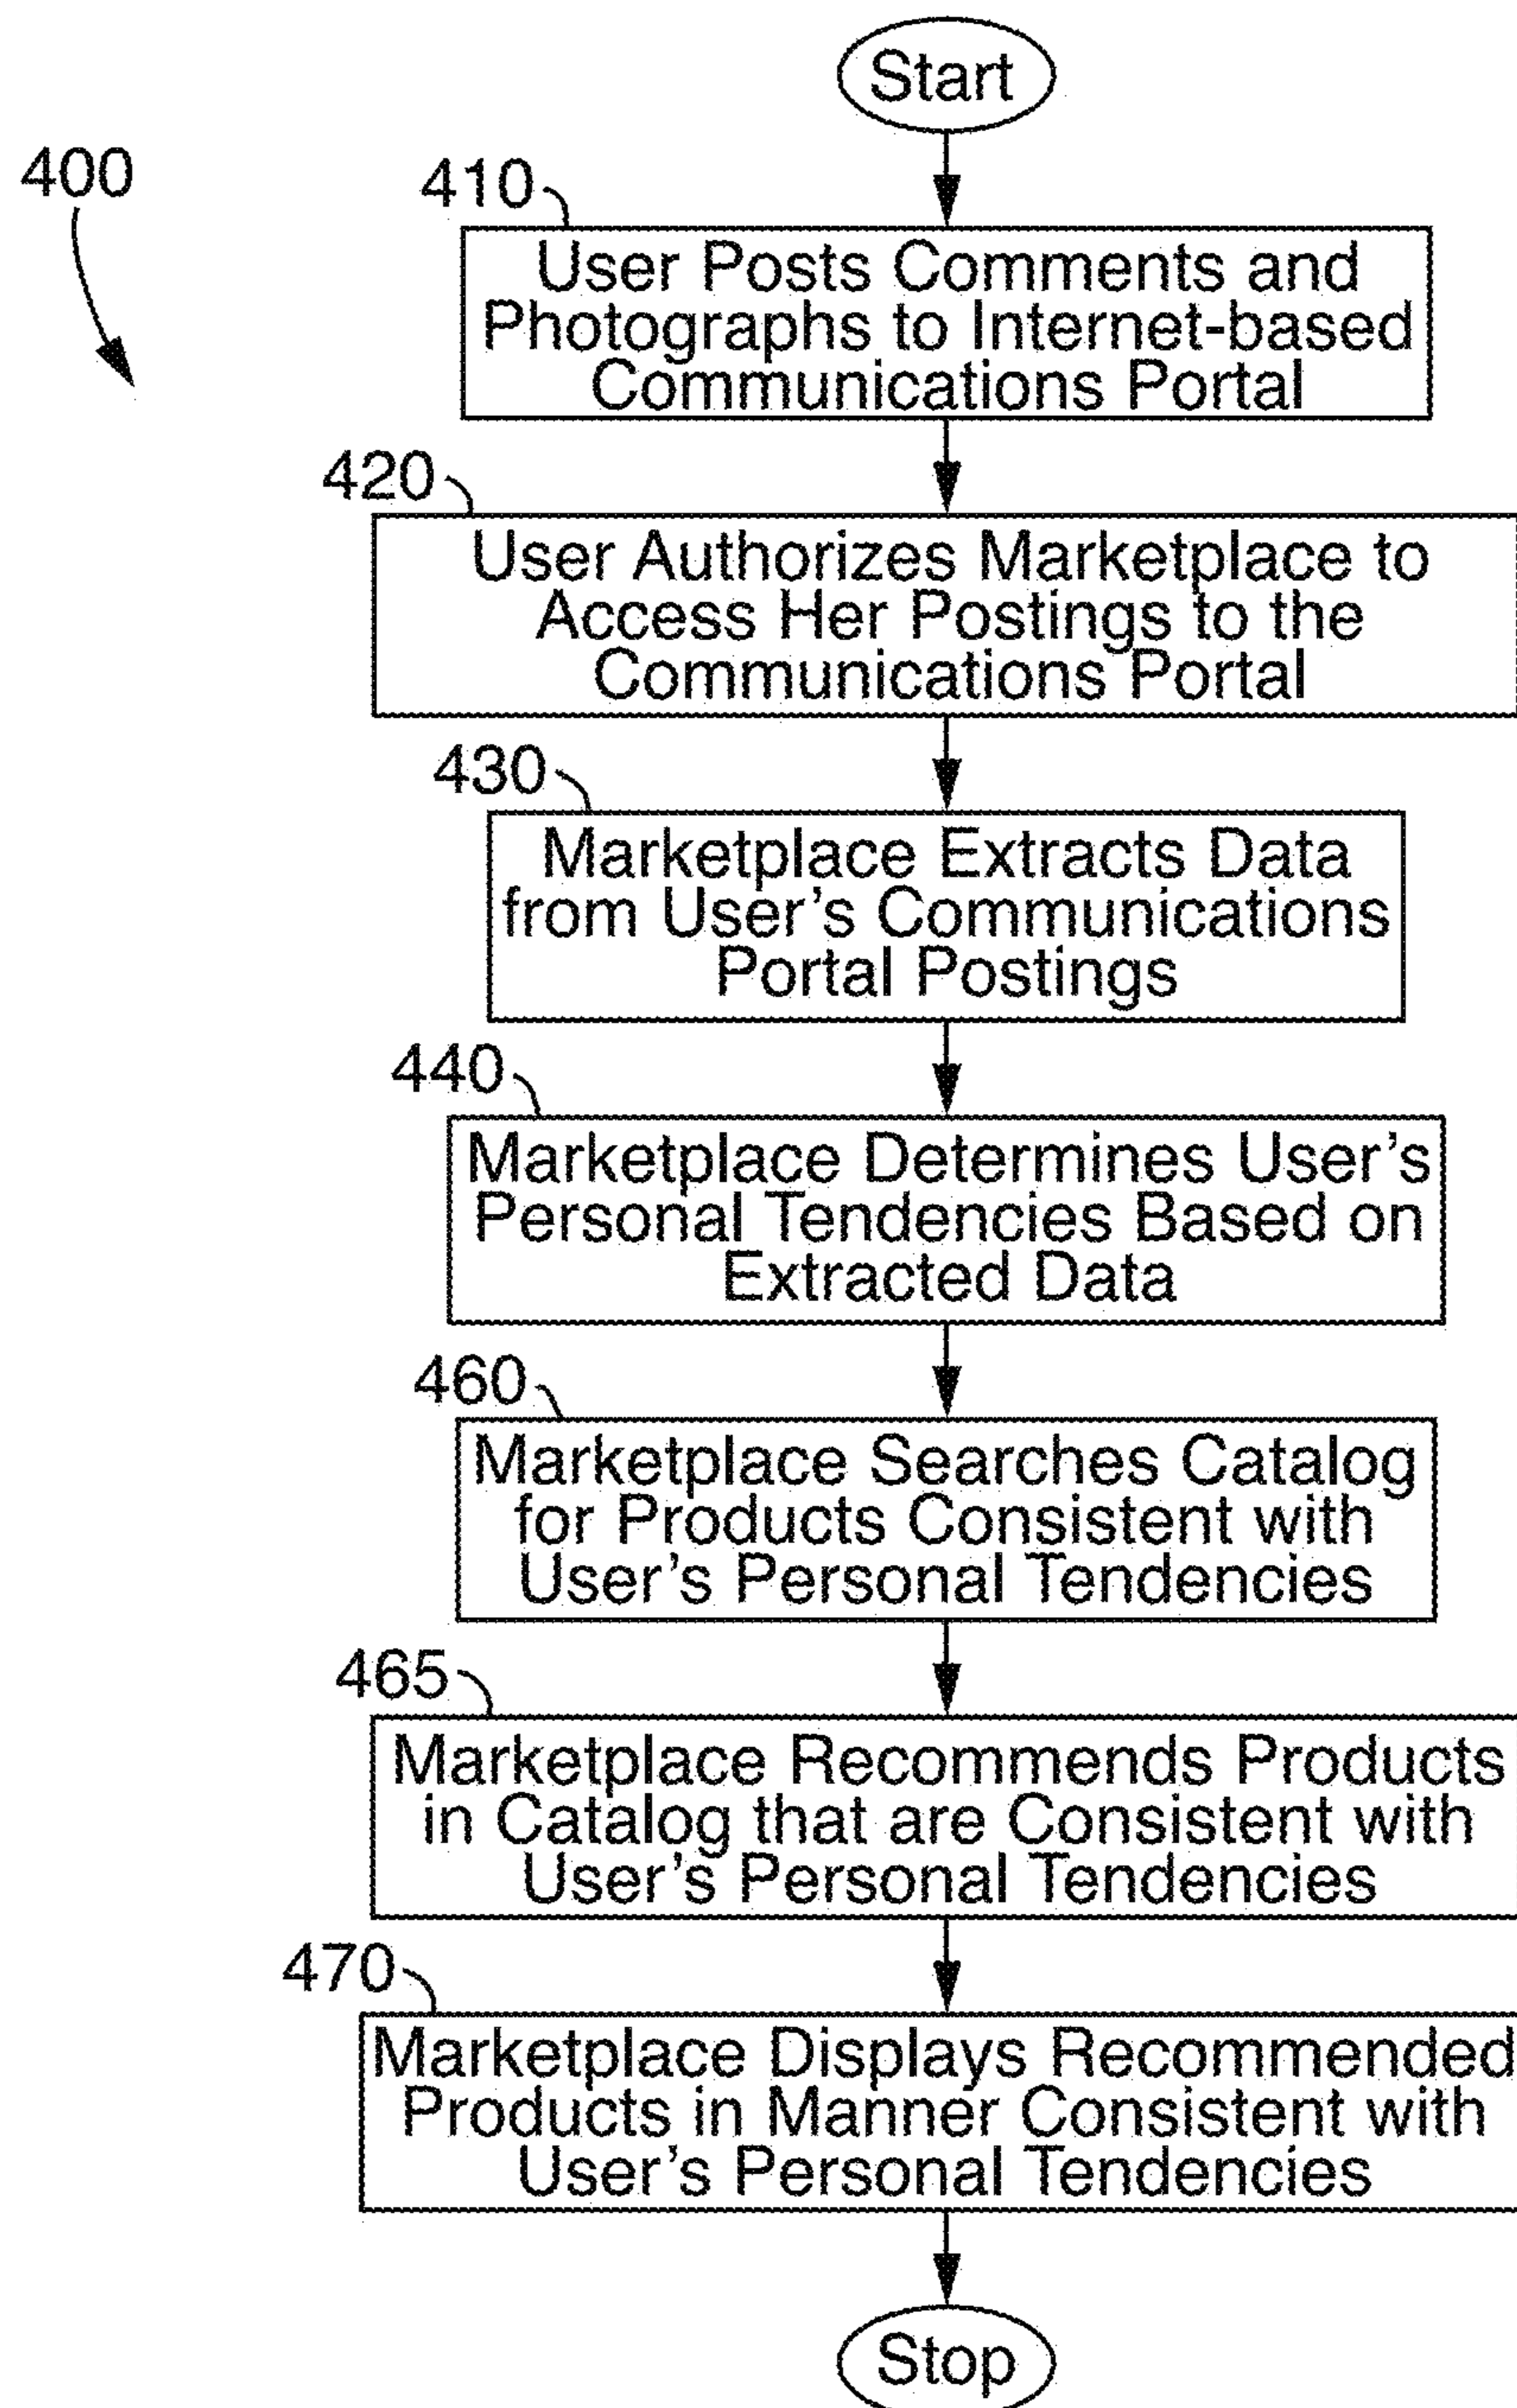 Start
400
410
User Posts Comments and
Photographs to Internet-based
Communications Portal
420
User Authorizes Marketplace to
Access Her Postings to the
Communications Portal
430
Marketplace Extracts Data
from User’s Communications
Portal Postings
440
Marketplace Determines User’s
Personal Tendencies Based on
Extracted Data
460
Marketplace Searches Catalog
for Products Consistent with
User’s Personal Tendencies
465
Marketplace Recommends Products
in Catalog that are Consistent with
User’s Personal Tendencies
470
Marketplace Displays Recommended
Products in Manner Consistent with
User’s Personal Tendencies
Stop